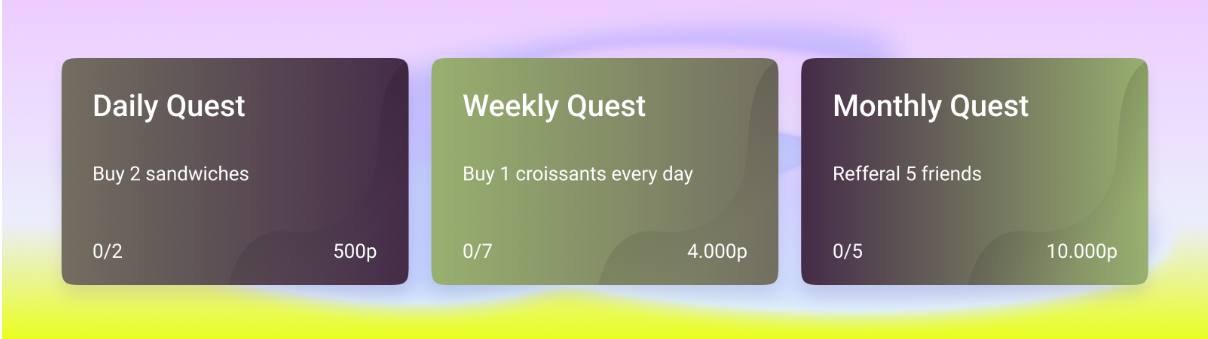 Daily Quest
Buy 2 sandwiches
0/2 500p
Weekly Quest
Buy 1 croissants every day
0/7 4.000p
Monthly Quest
Refferal 5 friends
0/5 10.000p